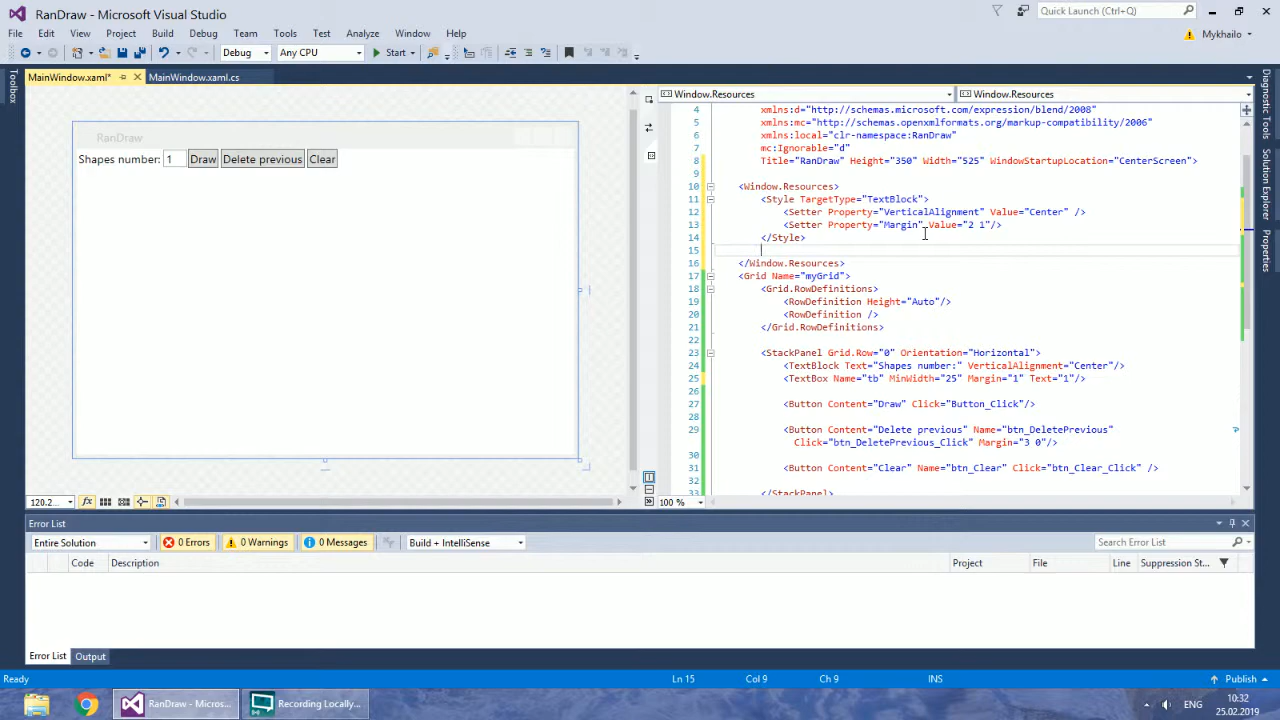 RanDraw - Microsoft Visual Studio
Quick Launch (Ctrl+Q)
File Edit View Project Build Debug Team Tools Test Analyze Window Help
Mykhailo
Debug Any CPU Start
Toolbox
MainWindow.xaml* MainWindow.xaml.cs
RanDraw
Shapes number: 1 Draw Delete previous Clear
Window.Resources Window.Resources
4 xmlns:d="http://schemas.microsoft.com/expression/blend/2008"
5 xmlns:mc="http://schemas.openxmlformats.org/markup-compatibility/2006"
6 xmlns:local="clr-namespace:RanDraw"
7 mc:Ignorable="d"
8 Title="RanDraw" Height="350" Width="525" WindowStartupLocation="CenterScreen">
9
10 <Window.Resources>
11 <Style TargetType="TextBlock">
12 <Setter Property="VerticalAlignment" Value="Center" />
13 <Setter Property="Margin" Value="2 1"/>
14 </Style>
15
16 </Window.Resources>
17 <Grid Name="myGrid">
18 <Grid.RowDefinitions>
19 <RowDefinition Height="Auto"/>
20 <RowDefinition />
21 </Grid.RowDefinitions>
22
23 <StackPanel Grid.Row="0" Orientation="Horizontal">
24 <TextBlock Text="Shapes number:" VerticalAlignment="Center"/>
25 <TextBox Name="tb" MinWidth="25" Margin="1" Text="1"/>
26
27 <Button Content="Draw" Click="Button_Click"/>
28
29 <Button Content="Delete previous" Name="btn_DeletePrevious"
Click="btn_DeletePrevious_Click" Margin="3 0"/>
30
31 <Button Content="Clear" Name="btn_Clear" Click="btn_Clear_Click" />
32
33 </StackPanel>
120.2...
100 %
Diagnostic Tools
Solution Explorer
Properties
Error List
Entire Solution 0 Errors 0 Warnings 0 Messages Build + IntelliSense Search Error List
Code Description Project File Line Suppression St...
Error List Output
Ready Ln 15 Col 9 Ch 9 INS Publish
RanDraw - Micros... Recording Locally... ENG 10:32
25.02.2019